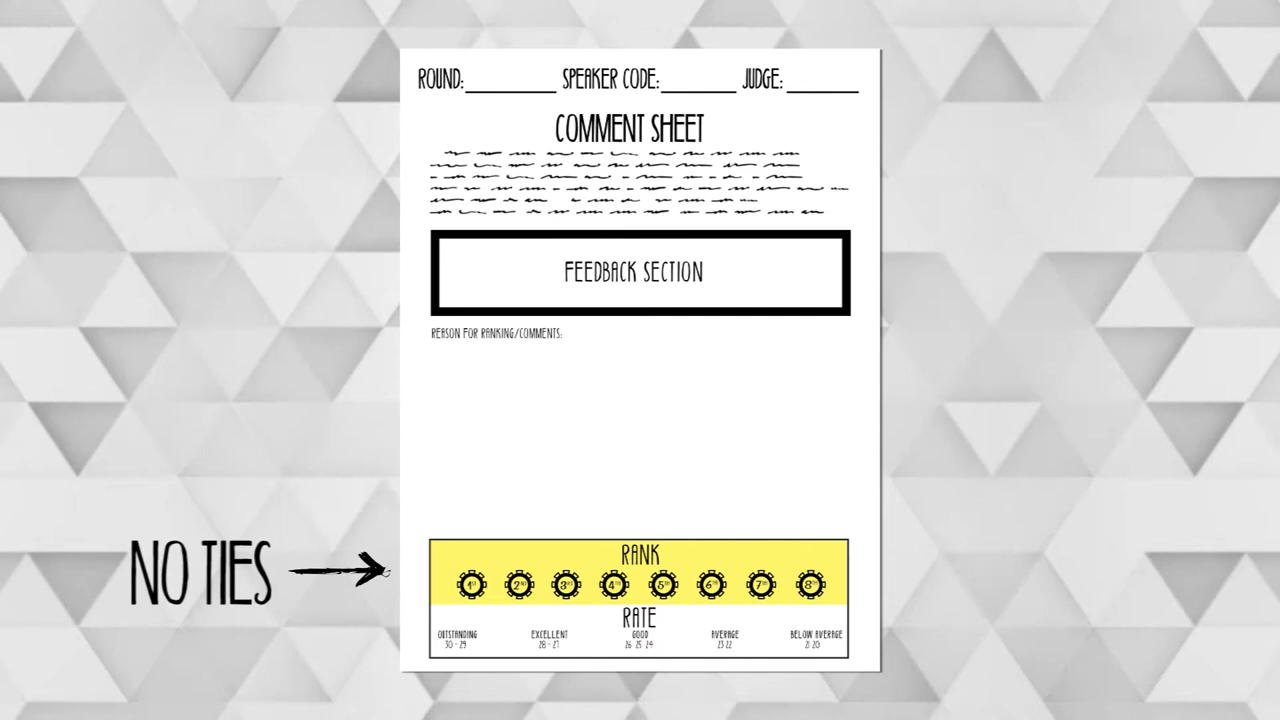 ROUND: SPEAKER CODE: JUDGE:
COMMENT SHEET
FEEDBACK SECTION
REASON FOR RANKING/COMMENTS:
NO TIES
RANK
1ST 2ND 3RD 4TH 5TH 6TH 7TH 8TH
RATE
OUTSTANDING EXCELLENT GOOD AVERAGE BELOW AVERAGE
30 - 29 28 - 27 26 25 24 23 22 21 20